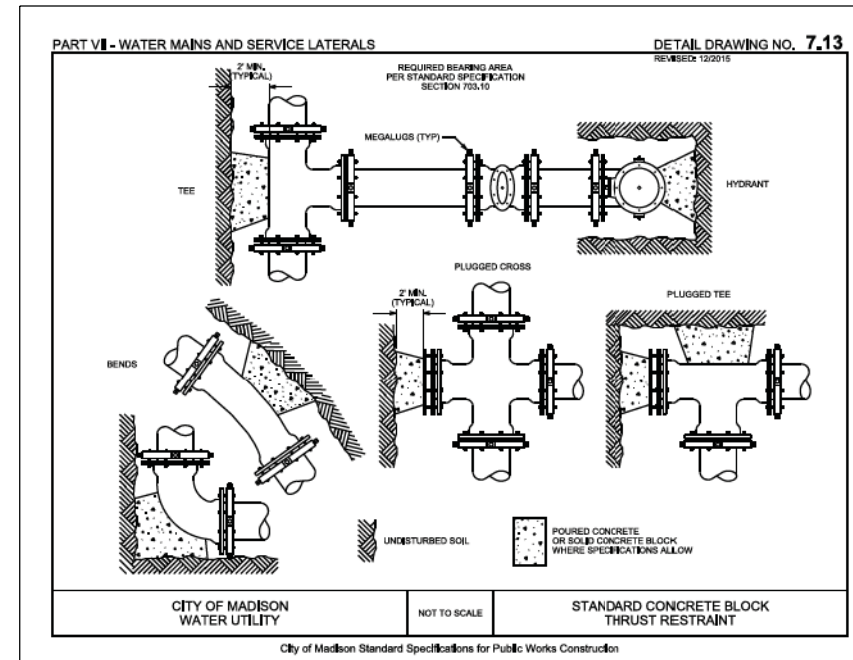 PART VII - WATER MAINS AND SERVICE LATERALS
DETAIL DRAWING NO. 7.13
REVISED: 12/2015
2' MIN.
(TYPICAL)
REQUIRED BEARING AREA
PER STANDARD SPECIFICATION
SECTION 703.10
MEGALUGS (TYP)
TEE
HYDRANT
PLUGGED CROSS
2' MIN.
(TYPICAL)
PLUGGED TEE
BENDS
UNDISTURBED SOIL
POURED CONCRETE
OR SOLID CONCRETE BLOCK
WHERE SPECIFICATIONS ALLOW
CITY OF MADISON
WATER UTILITY
NOT TO SCALE
STANDARD CONCRETE BLOCK
THRUST RESTRAINT
City of Madison Standard Specifications for Public Works Construction